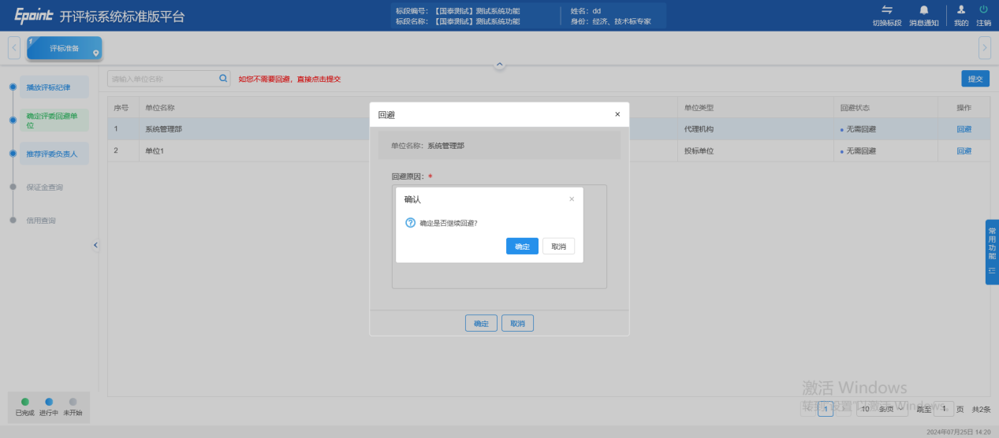 Epoint 开评标系统标准版平台
标段编号：【国泰测试】测试系统功能
标段名称：【国泰测试】测试系统功能
姓名：dd
身份：经济、技术标专家
切换标段 消息通知 我的 注销
1
评标准备
播放评标纪律
确定评委回避单
位
推荐评委负责人
保证金查询
信用查询
请输入单位名称
如您不需要回避，直接点击提交
提交
序号 单位名称 单位类型 回避状态 操作
1 系统管理部 代理机构 无需回避 回避
2 单位1 投标单位 无需回避 回避
回避 ×
单位名称：系统管理部
回避原因：*
确认 ×
确定是否继续回避?
确定 取消
确定 取消
常用功能
已完成 进行中 未开始
激活 Windows
转到"设置"以激活 Windows。
1 10 条/页 跳至 1 页 共2条
2024年07月25日 14:20